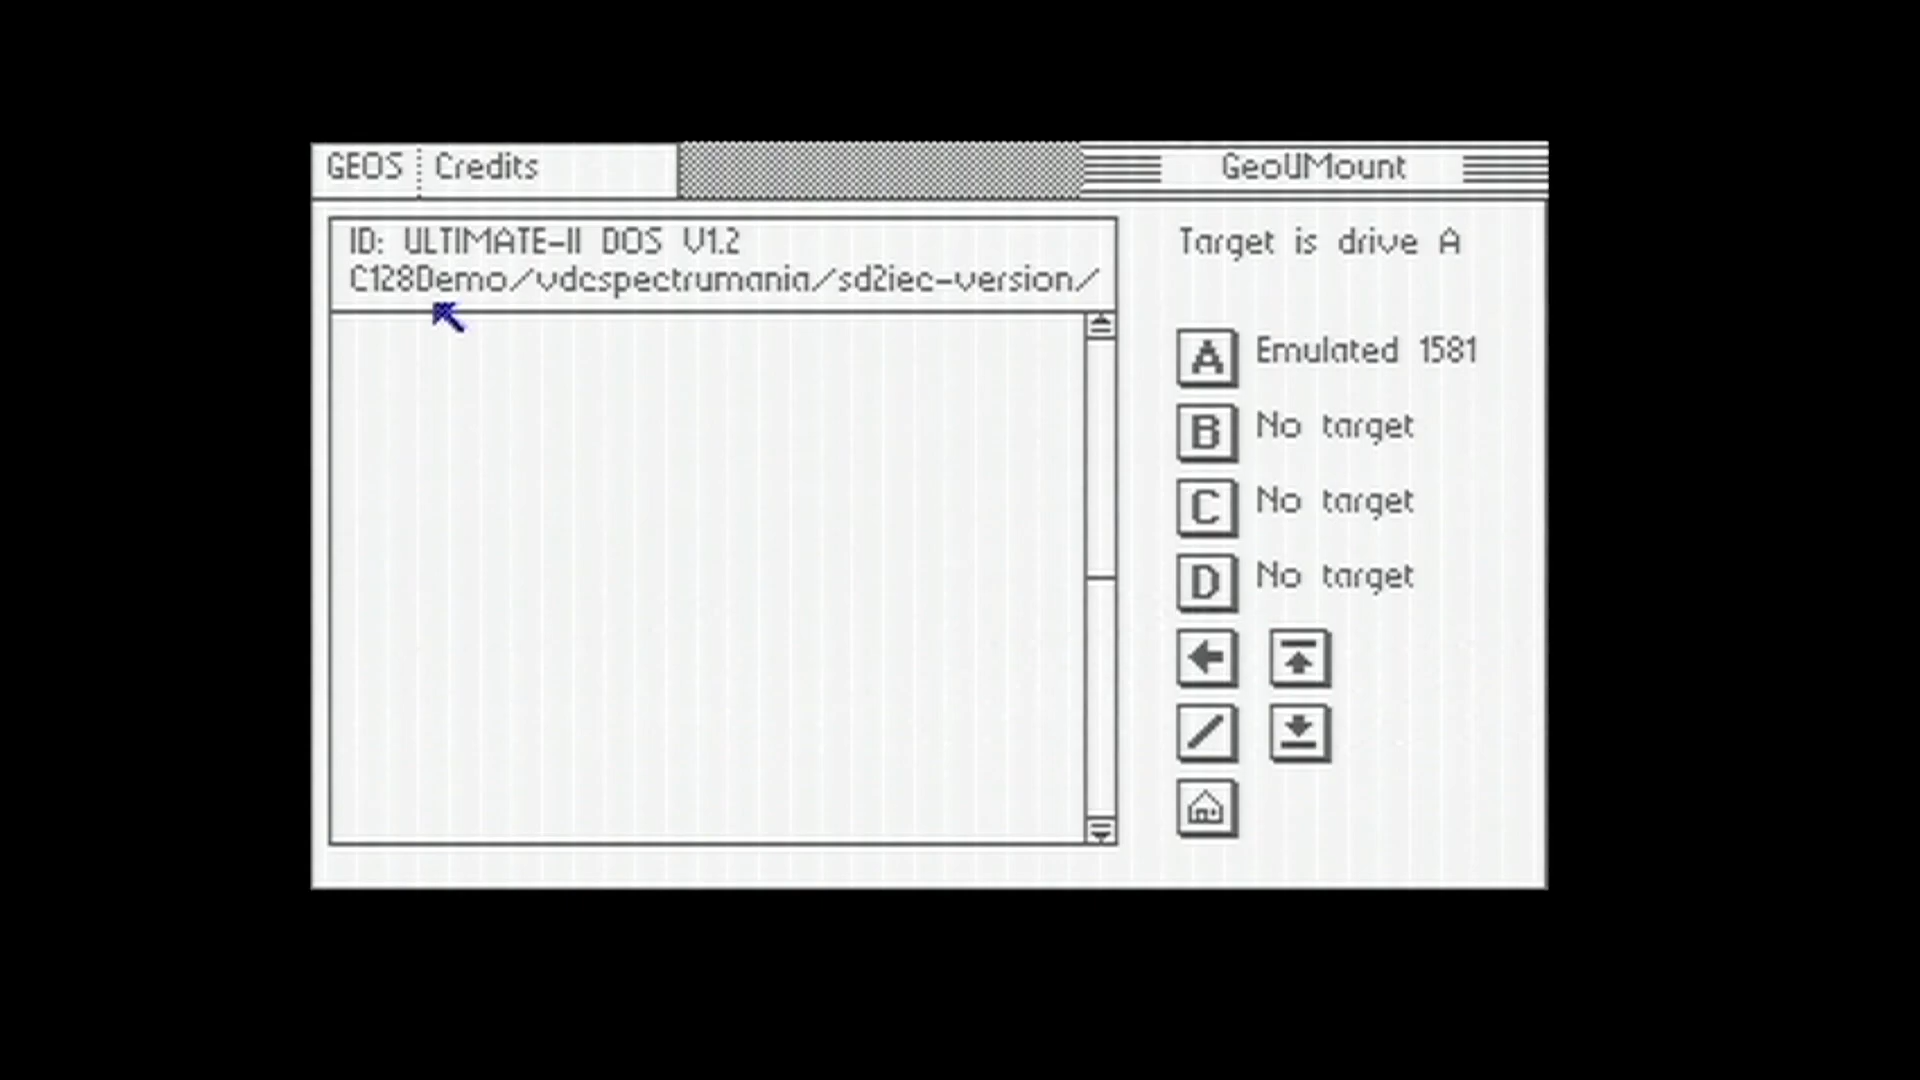 GEOS Credits
GeoUMount
ID: ULTIMATE-II DOS V1.2
C128Demo/vdcspectrumania/sd2iec-version/
Target is drive A
A Emulated 1581
B No target
C No target
D No target